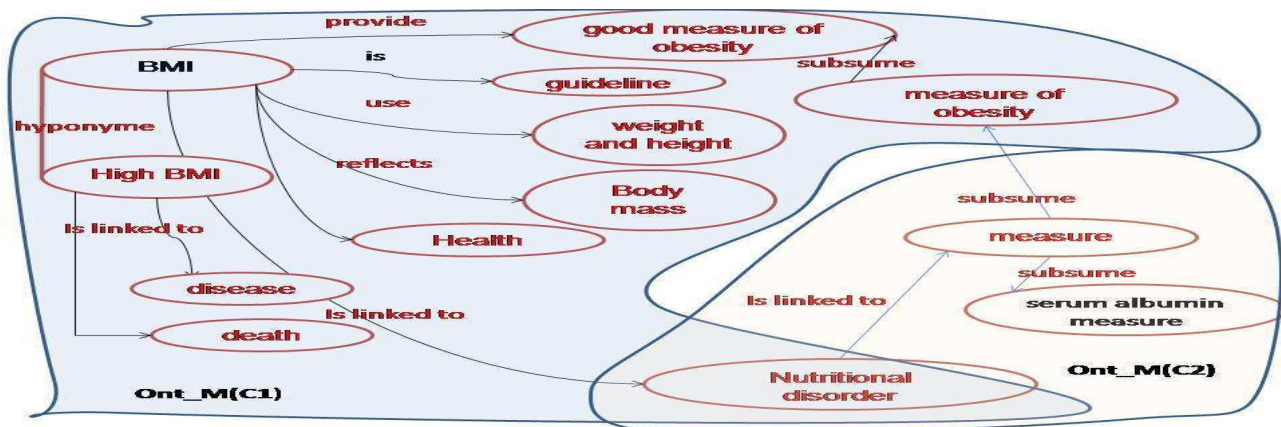 provide
good measure of
obesity
BMI
is
subsume
guideline
use
measure of
obesity
hyponyme
weight
and height
High BMI
reflects
Body
mass
subsume
Is linked to
Health
measure
subsume
disease
Is linked to
Is linked to
serum albumin
measure
death
Ont_M(C1)
Nutritional
disorder
Ont_M(C2)